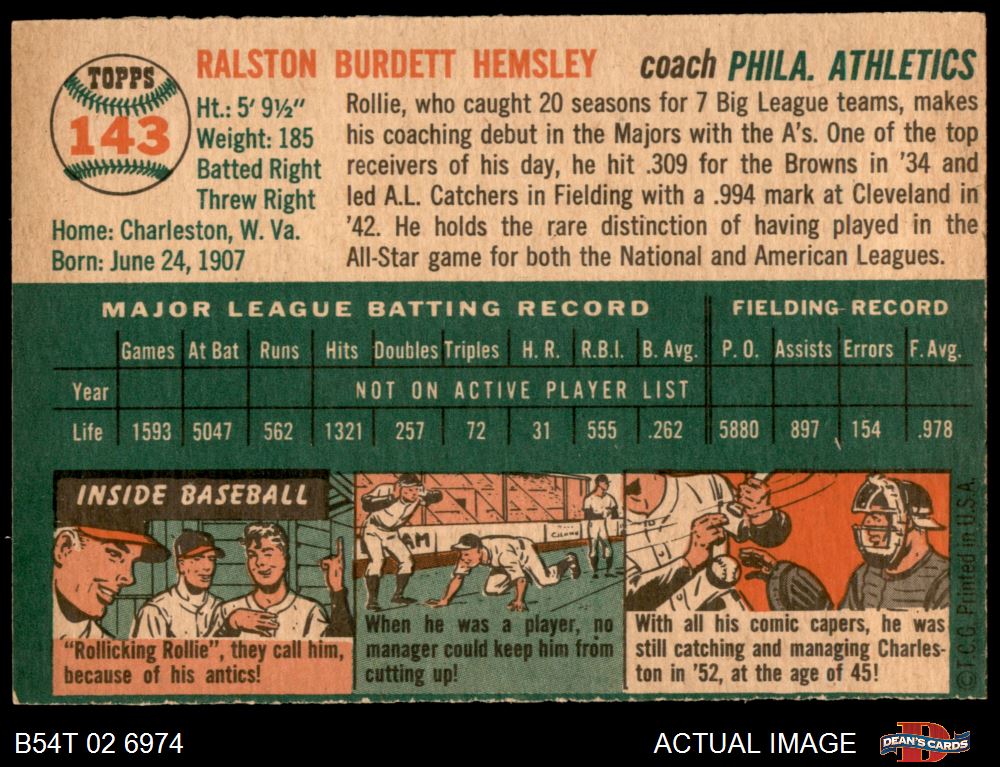 TOPPS
143
RALSTON BURDETT HEMSLEY coach PHILA. ATHLETICS
Ht.: 5' 9½"
Weight: 185
Batted Right
Threw Right
Home: Charleston, W. Va.
Born: June 24, 1907
Rollie, who caught 20 seasons for 7 Big League teams, makes
his coaching debut in the Majors with the A's. One of the top
receivers of his day, he hit .309 for the Browns in '34 and
led A.L. Catchers in Fielding with a .994 mark at Cleveland in
'42. He holds the rare distinction of having played in the
All-Star game for both the National and American Leagues.
MAJOR LEAGUE BATTING RECORD FIELDING RECORD
Games At Bat Runs Hits Doubles Triples H. R. R.B.I. B. Avg. P. O. Assists Errors F. Avg.
Year NOT ON ACTIVE PLAYER LIST
Life 1593 5047 562 1321 257 72 31 555 .262 5880 897 154 .978
INSIDE BASEBALL
"Rollicking Rollie", they call him,
because of his antics!
AM
When he was a player, no
manager could keep him from
cutting up!
With all his comic capers, he was
still catching and managing Charles-
ton in '52, at the age of 45!
©T.C.G. Printed in U.S.A.
B54T 02 6974 ACTUAL IMAGE DEAN'S CARDS